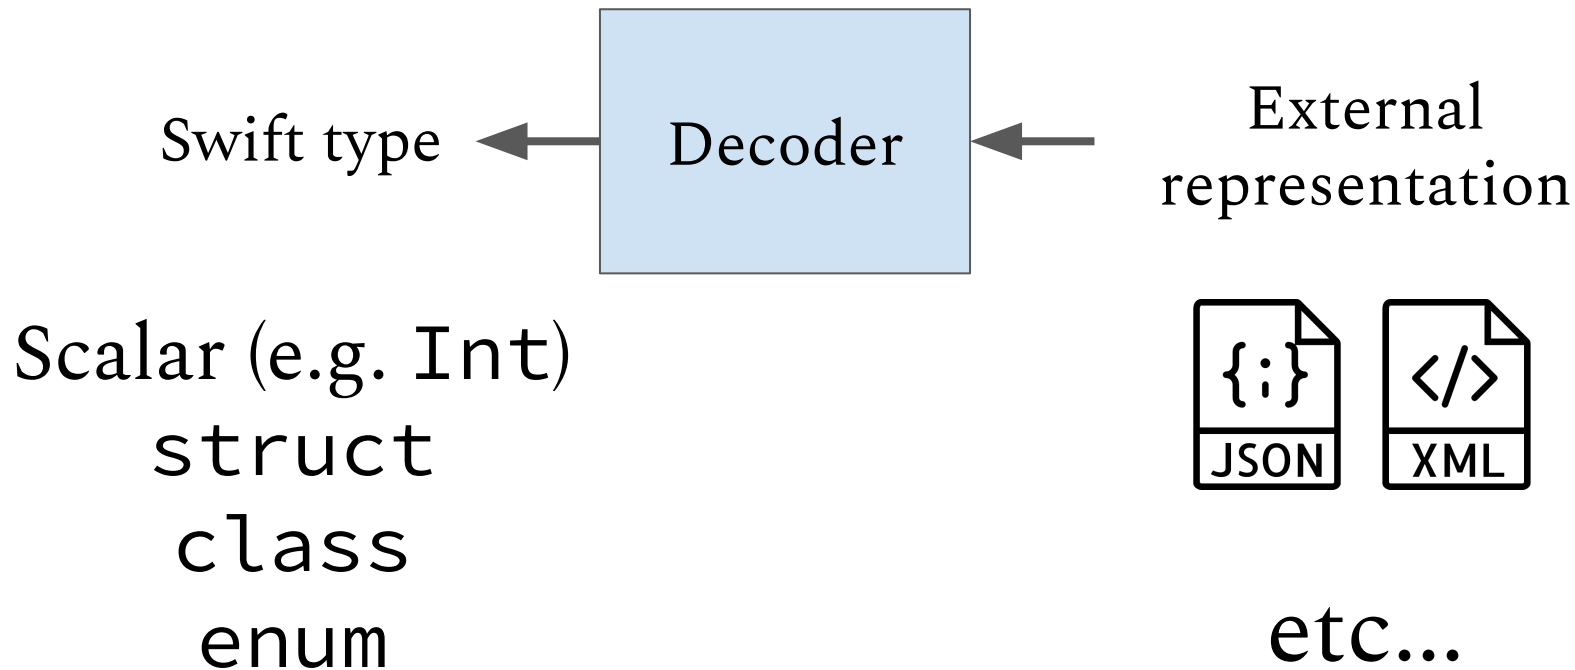 Swift type
Decoder
External
representation
Scalar (e.g. Int)
struct
class
enum
{;}
JSON
</>
XML
etc...